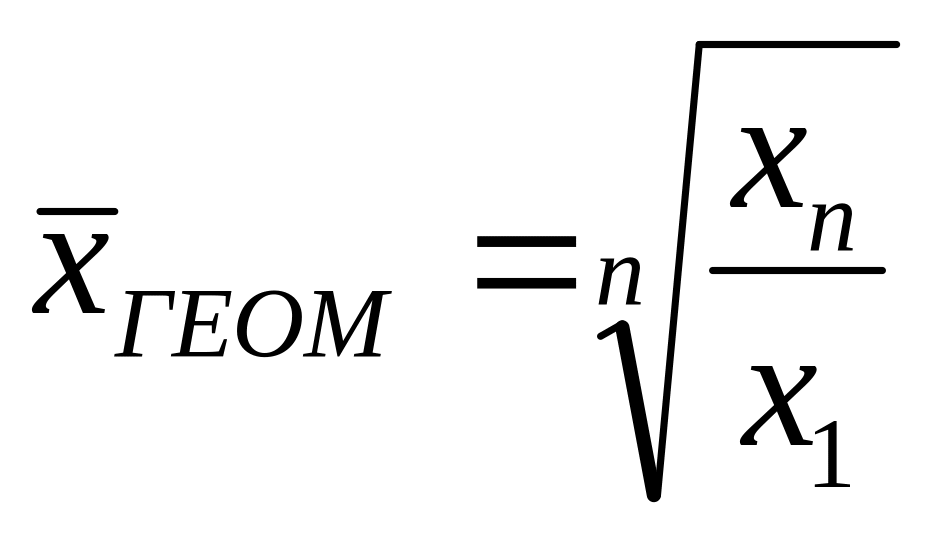 x̄ГЕОМ = ⁿ√(xₙ / x₁)